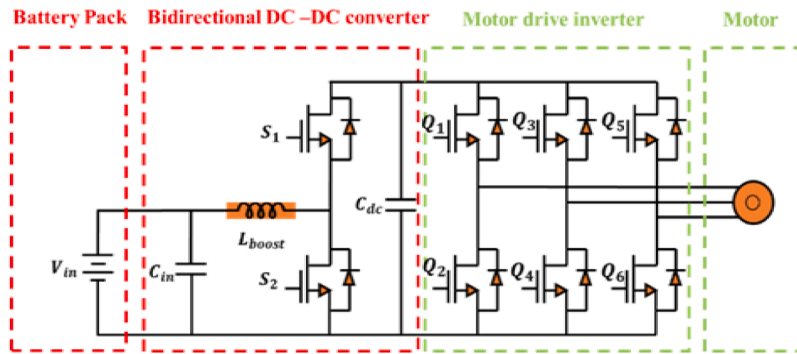 Battery Pack
Bidirectional DC –DC converter
Motor drive inverter
Motor
S1
Q1
Q3
Q5
Cdc
Lboost
Vin
Cin
S2
Q2
Q4
Q6